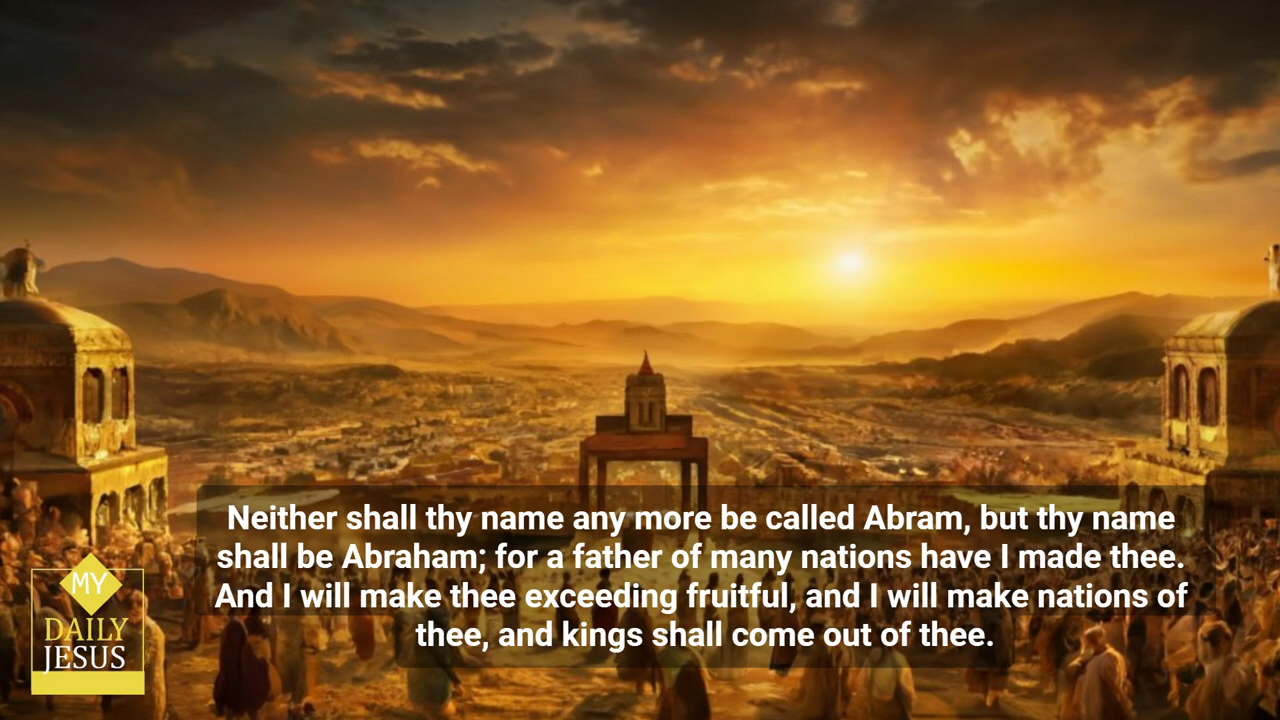 Neither shall thy name any more be called Abram, but thy name
shall be Abraham; for a father of many nations have I made thee.
And I will make thee exceeding fruitful, and I will make nations of
thee, and kings shall come out of thee.
MY
DAILY
JESUS